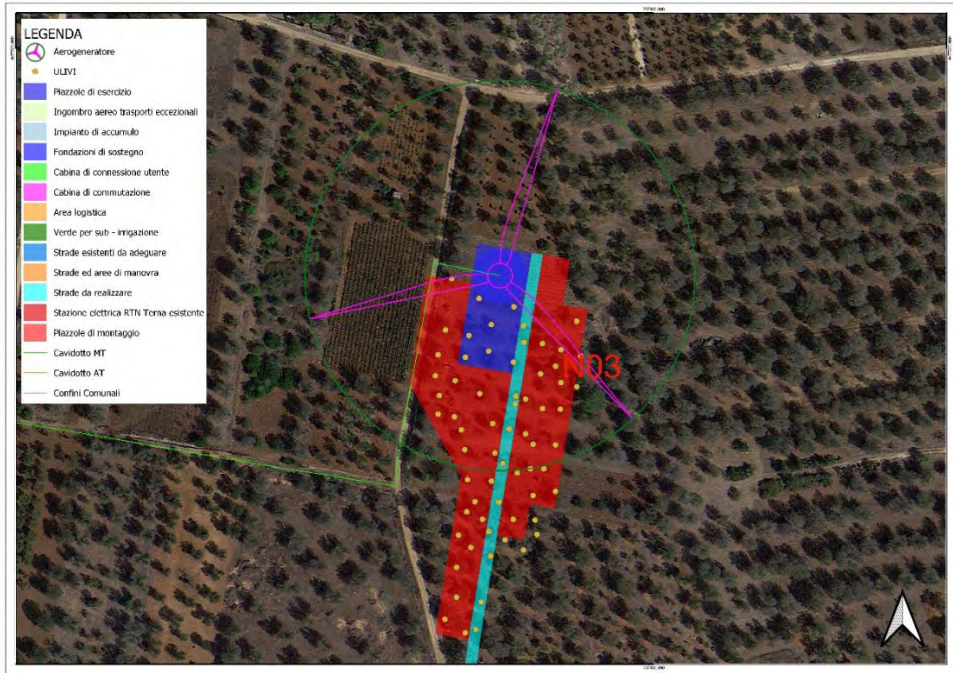 LEGENDA
Aerogeneratore
ULIVI
Piazzole di esercizio
Ingombro aereo trasporti eccezionali
Impianto di accumulo
Fondazioni di sostegno
Cabina di connessione utente
Cabina di commutazione
Area logistica
Verde per sub - irrigazione
Strade esistenti da adeguare
Strade ed aree di manovra
Strade da realizzare
Stazione elettrica RTN Terna esistente
Piazzole di montaggio
Cavidotto MT
Cavidotto AT
Confini Comunali
N03